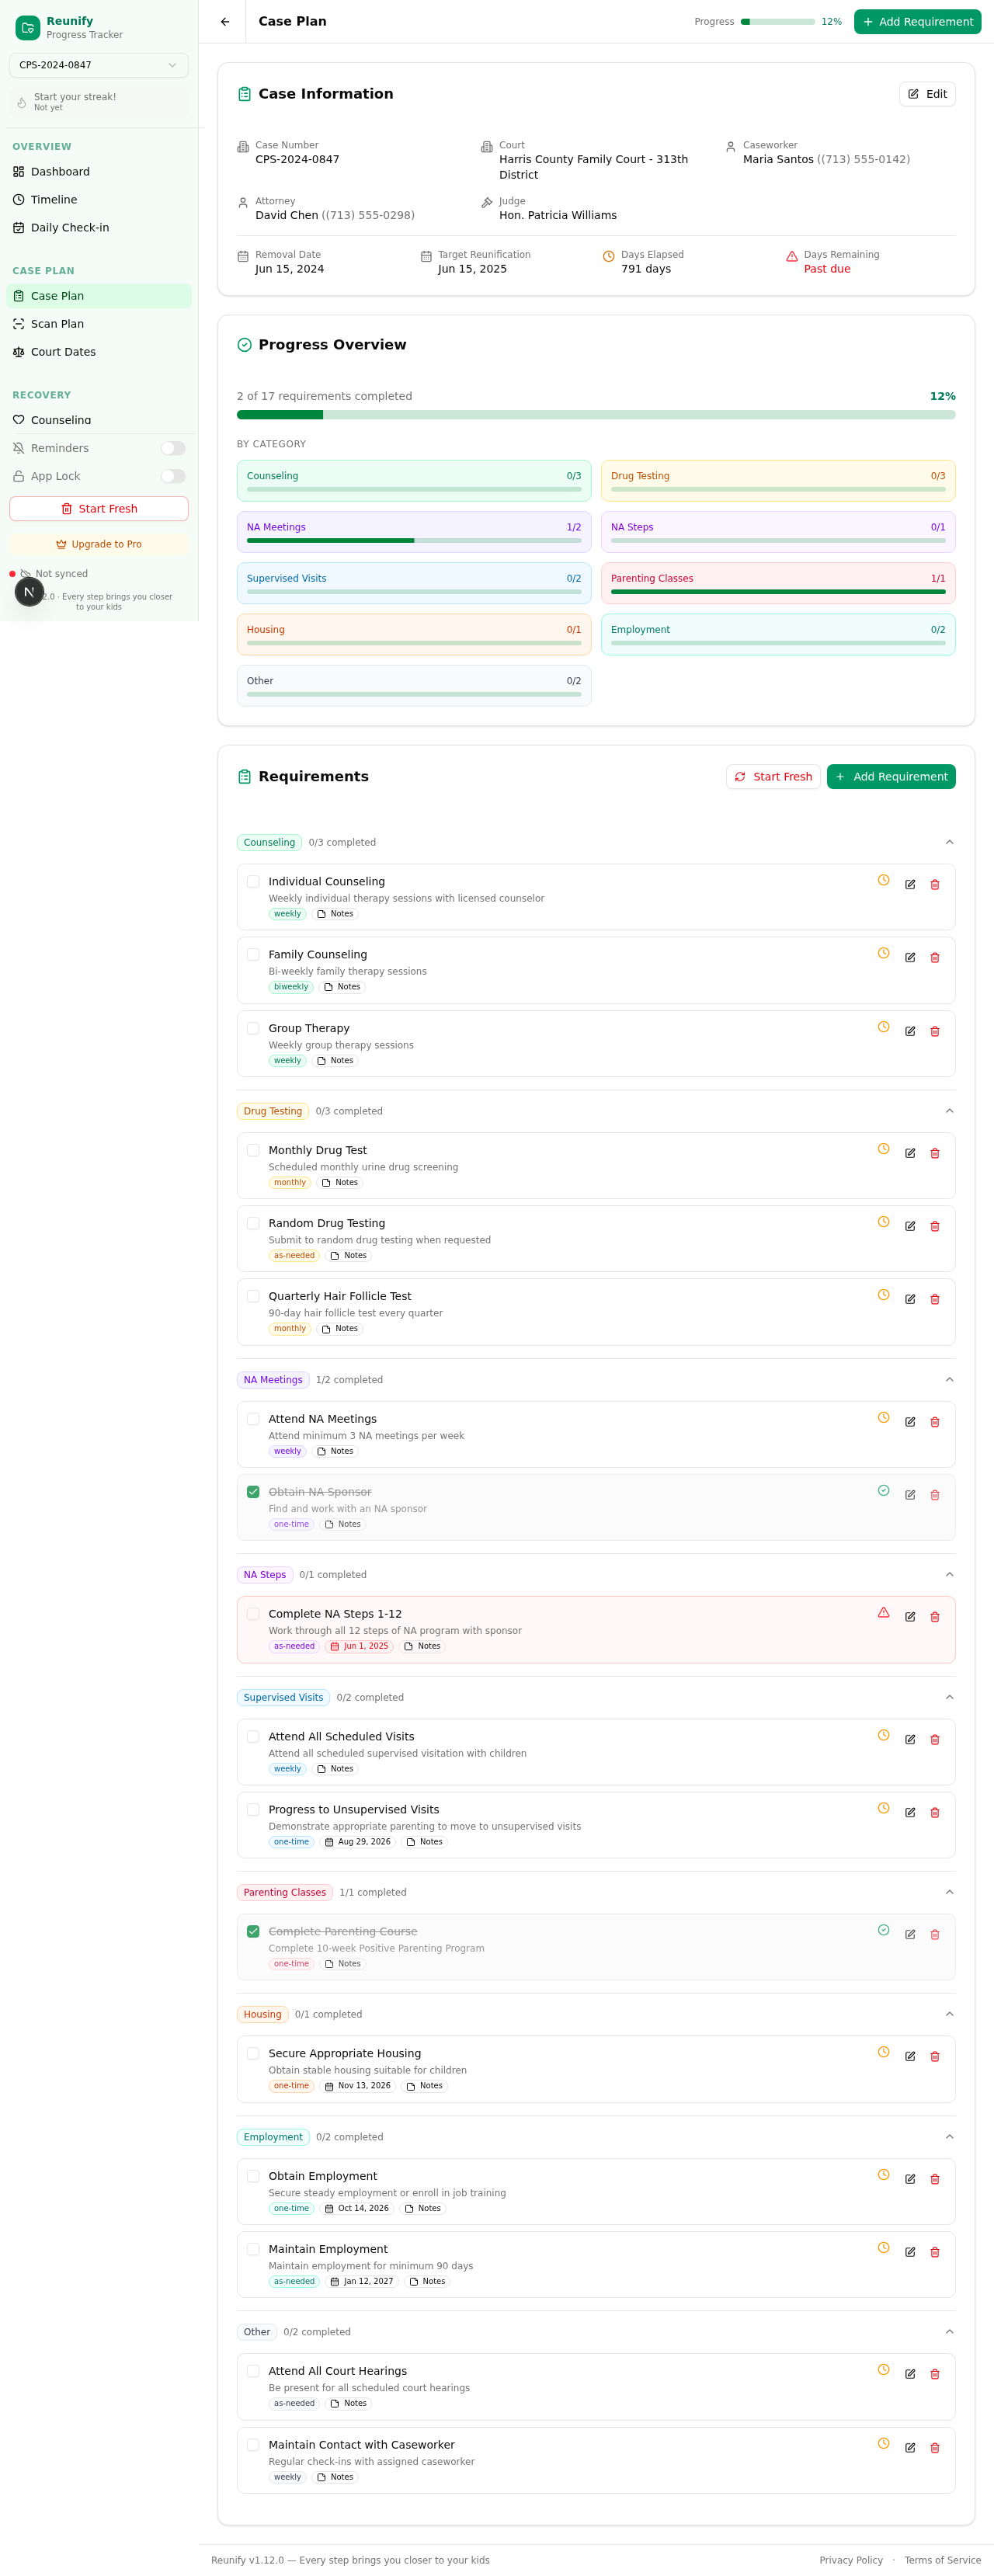 Reunify
Progress Tracker
CPS-2024-0847
Start your streak!
Not yet
OVERVIEW
Dashboard
Timeline
Daily Check-in
CASE PLAN
Case Plan
Scan Plan
Court Dates
RECOVERY
Counseling
Reminders
App Lock
Start Fresh
Upgrade to Pro
Not synced
N
2.0 · Every step brings you closer
to your kids
Case Plan
Progress 12%
Add Requirement
Case Information
Edit
Case Number
CPS-2024-0847
Court
Harris County Family Court - 313th
District
Caseworker
Maria Santos ((713) 555-0142)
Attorney
David Chen ((713) 555-0298)
Judge
Hon. Patricia Williams
Removal Date
Jun 15, 2024
Target Reunification
Jun 15, 2025
Days Elapsed
791 days
Days Remaining
Past due
Progress Overview
2 of 17 requirements completed 12%
BY CATEGORY
Counseling 0/3
Drug Testing 0/3
NA Meetings 1/2
NA Steps 0/1
Supervised Visits 0/2
Parenting Classes 1/1
Housing 0/1
Employment 0/2
Other 0/2
Requirements
Start Fresh
Add Requirement
Counseling 0/3 completed
Individual Counseling
Weekly individual therapy sessions with licensed counselor
weekly Notes
Family Counseling
Bi-weekly family therapy sessions
biweekly Notes
Group Therapy
Weekly group therapy sessions
weekly Notes
Drug Testing 0/3 completed
Monthly Drug Test
Scheduled monthly urine drug screening
monthly Notes
Random Drug Testing
Submit to random drug testing when requested
as-needed Notes
Quarterly Hair Follicle Test
90-day hair follicle test every quarter
monthly Notes
NA Meetings 1/2 completed
Attend NA Meetings
Attend minimum 3 NA meetings per week
weekly Notes
Obtain NA Sponsor
Find and work with an NA sponsor
one-time Notes
NA Steps 0/1 completed
Complete NA Steps 1-12
Work through all 12 steps of NA program with sponsor
as-needed Jun 1, 2025 Notes
Supervised Visits 0/2 completed
Attend All Scheduled Visits
Attend all scheduled supervised visitation with children
weekly Notes
Progress to Unsupervised Visits
Demonstrate appropriate parenting to move to unsupervised visits
one-time Aug 29, 2026 Notes
Parenting Classes 1/1 completed
Complete Parenting Course
Complete 10-week Positive Parenting Program
one-time Notes
Housing 0/1 completed
Secure Appropriate Housing
Obtain stable housing suitable for children
one-time Nov 13, 2026 Notes
Employment 0/2 completed
Obtain Employment
Secure steady employment or enroll in job training
one-time Oct 14, 2026 Notes
Maintain Employment
Maintain employment for minimum 90 days
as-needed Jan 12, 2027 Notes
Other 0/2 completed
Attend All Court Hearings
Be present for all scheduled court hearings
as-needed Notes
Maintain Contact with Caseworker
Regular check-ins with assigned caseworker
weekly Notes
Reunify v1.12.0 — Every step brings you closer to your kids
Privacy Policy · Terms of Service